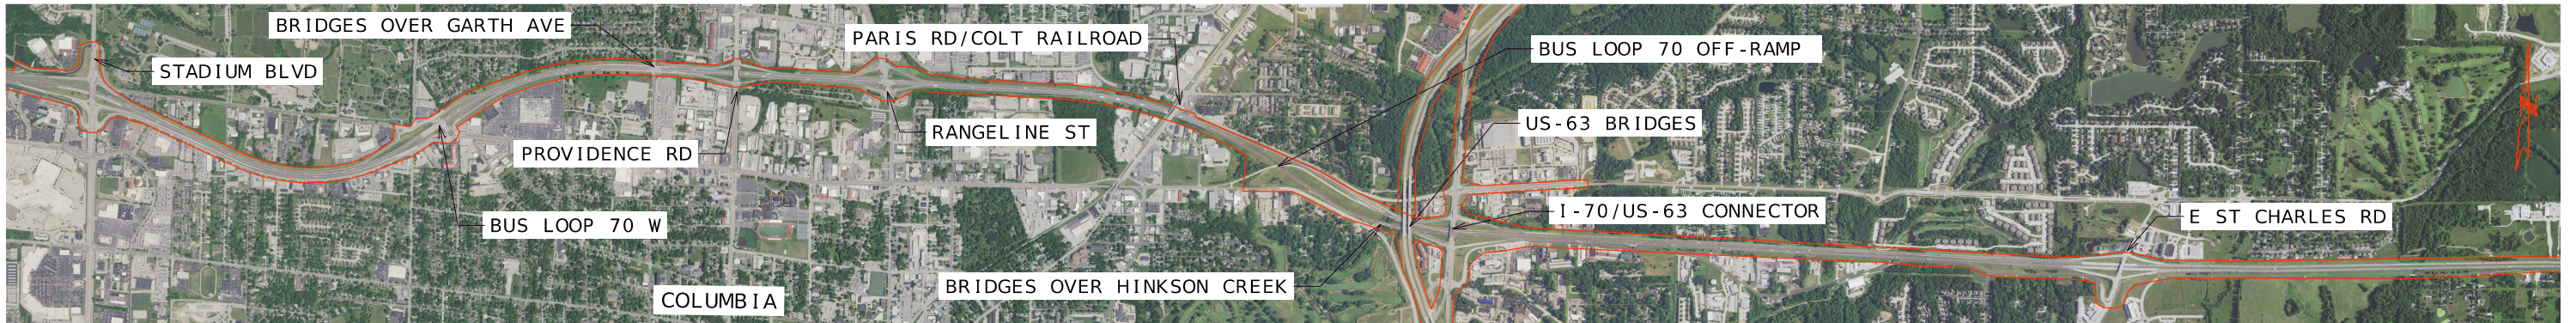 BRIDGES OVER GARTH AVE
PARIS RD/COLT RAILROAD
BUS LOOP 70 OFF-RAMP
STADIUM BLVD
RANGELINE ST
US-63 BRIDGES
PROVIDENCE RD
BUS LOOP 70 W
I-70/US-63 CONNECTOR
E ST CHARLES RD
BRIDGES OVER HINKSON CREEK
COLUMBIA